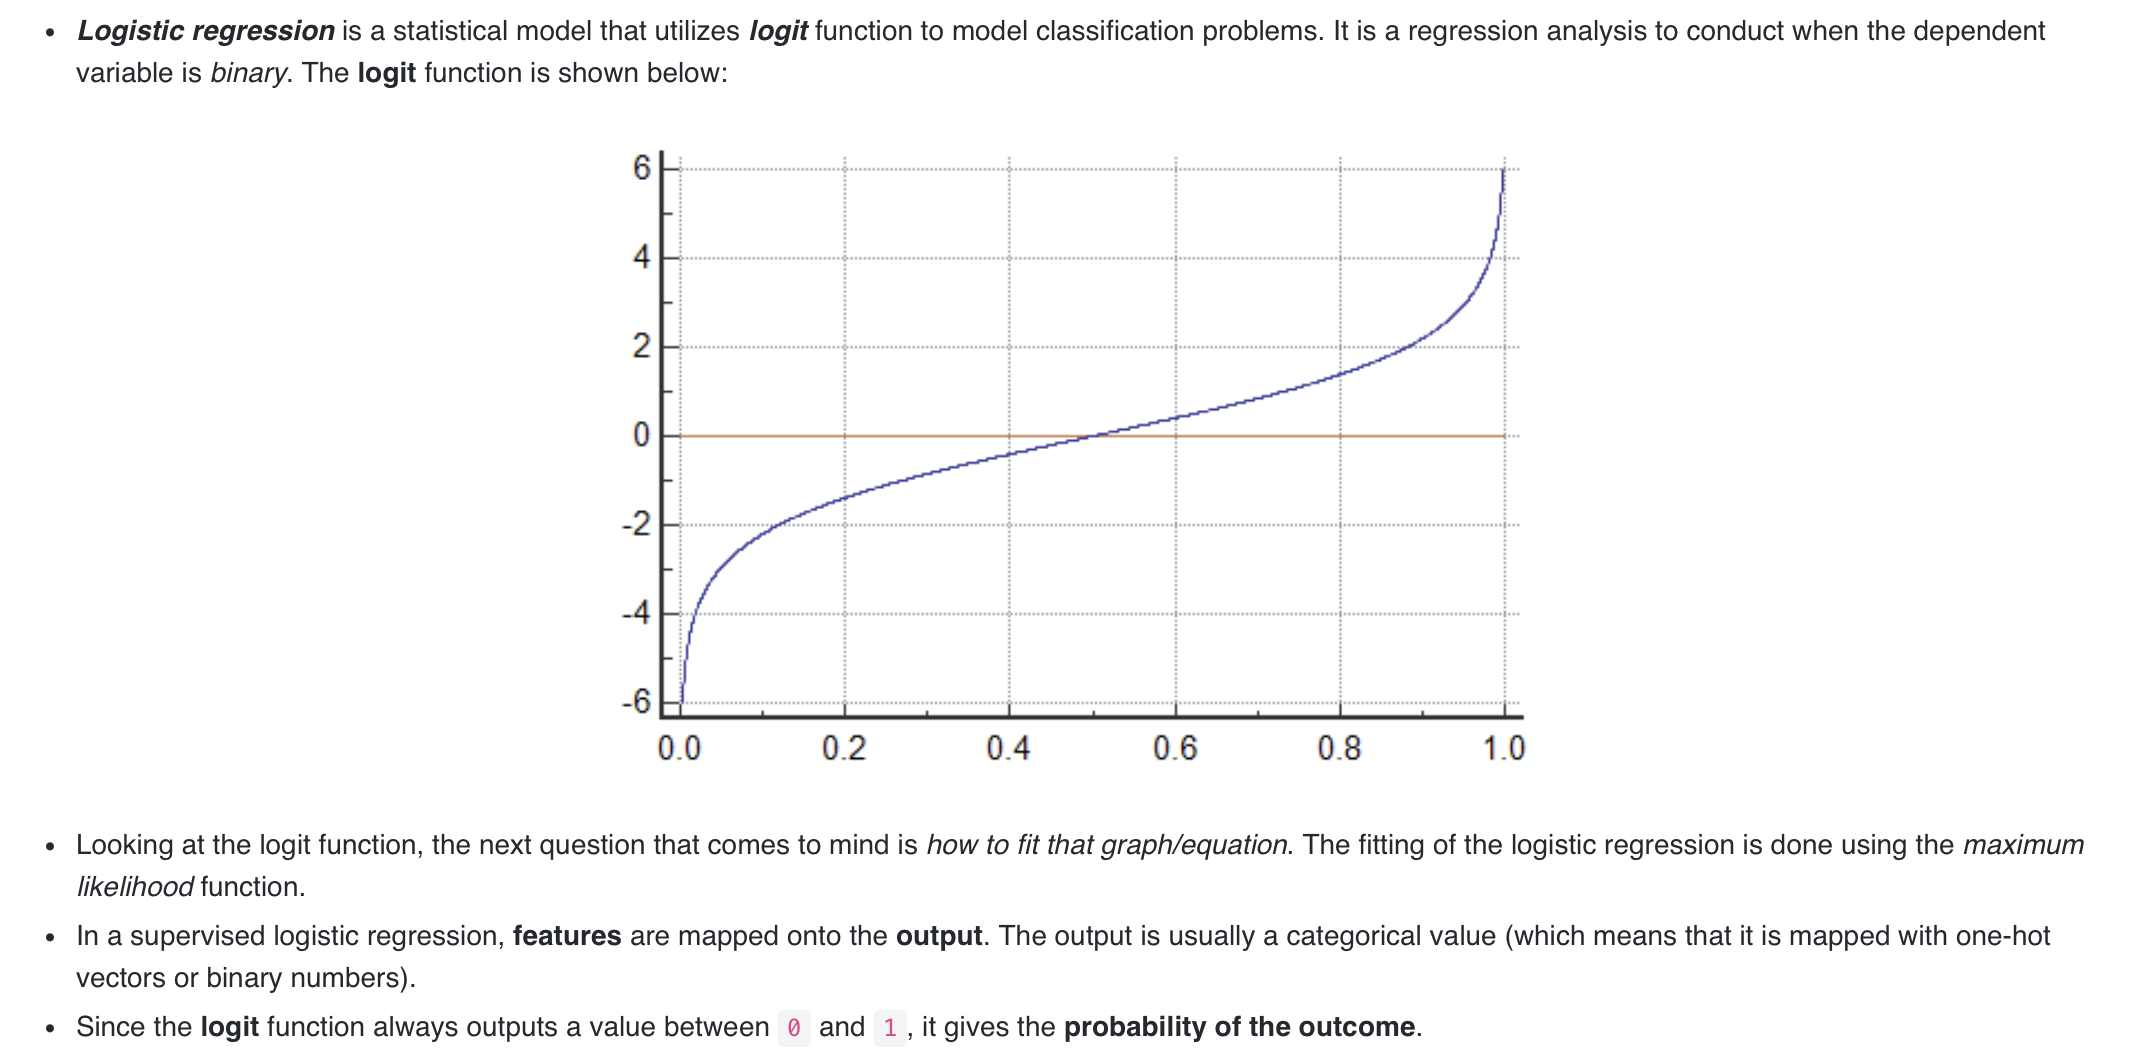 • Logistic regression is a statistical model that utilizes logit function to model classification problems. It is a regression analysis to conduct when the dependent
variable is binary. The logit function is shown below:
6
4
2
0
-2
-4
-6
0.0 0.2 0.4 0.6 0.8 1.0
• Looking at the logit function, the next question that comes to mind is how to fit that graph/equation. The fitting of the logistic regression is done using the maximum
likelihood function.
• In a supervised logistic regression, features are mapped onto the output. The output is usually a categorical value (which means that it is mapped with one-hot
vectors or binary numbers).
• Since the logit function always outputs a value between 0 and 1, it gives the probability of the outcome.